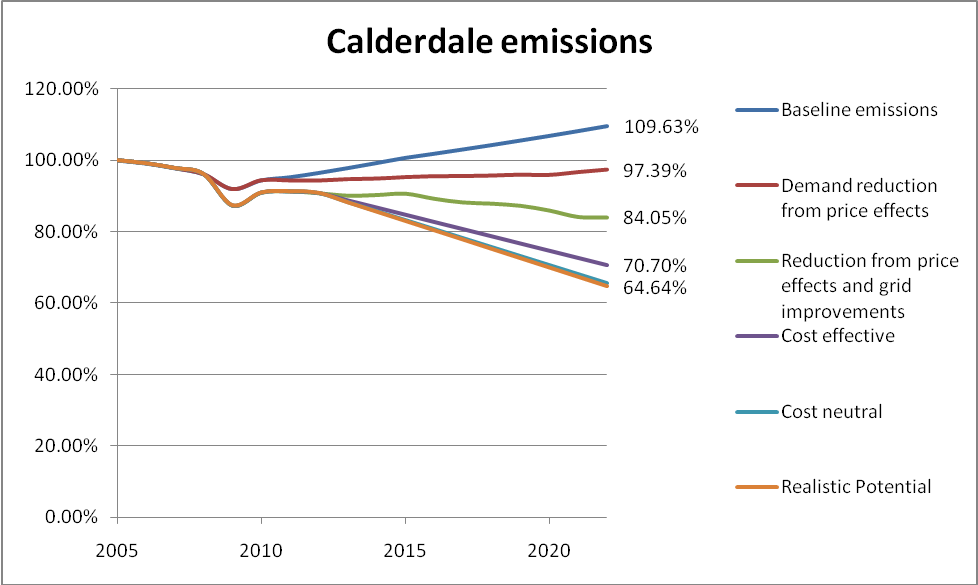 Calderdale emissions
120.00%
100.00%
80.00%
60.00%
40.00%
20.00%
0.00%
2005
2010
2015
2020
109.63%
97.39%
84.05%
70.70%
64.64%
Baseline emissions
Demand reduction
from price effects
Reduction from price
effects and grid
improvements
Cost effective
Cost neutral
Realistic Potential